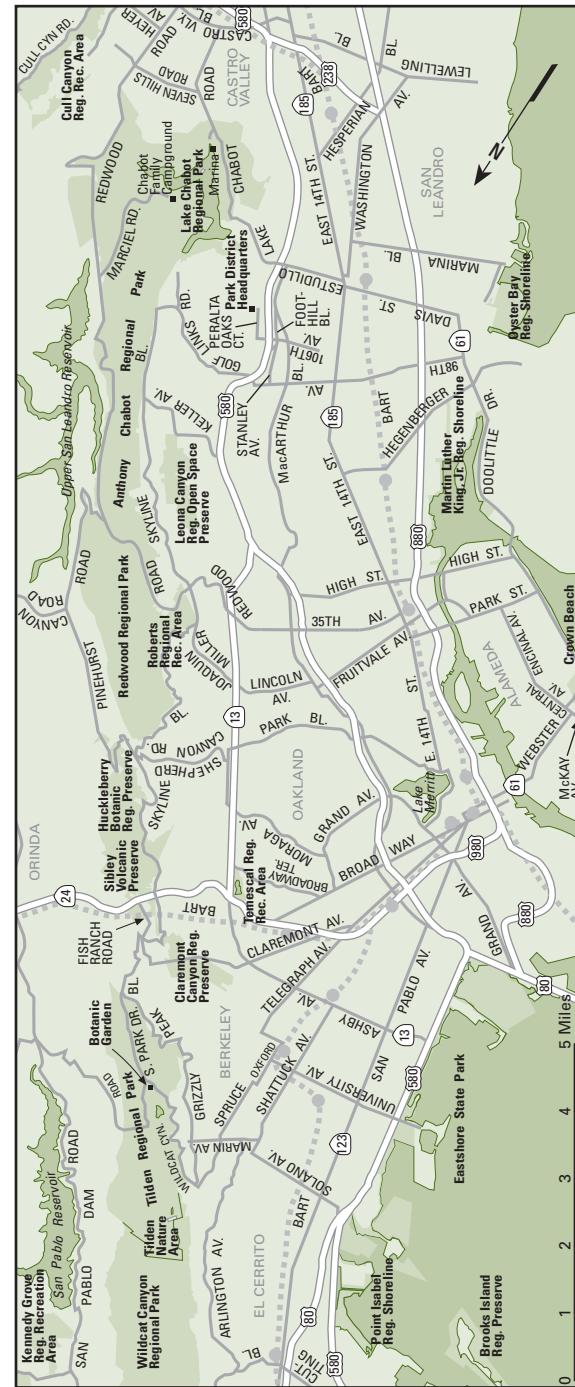 Kennedy Grove
Reg. Recreation
Area
San Pablo Reservoir
SAN
PABLO
DAM
ROAD
Wildcat Canyon
Regional Park
Tilden
Nature
Area
Tilden Regional Park
WILDCAT CYN.
ROAD
Botanic
Garden
S. PARK DR.
GRIZZLY
PEAK
BL.
FISH
RANCH
ROAD
24
ORINDA
BART
Sibley
Volcanic
Preserve
Huckleberry
Botanic
Reg. Preserve
Claremont
Canyon Reg.
Preserve
Temescal Reg.
Rec. Area
SKYLINE
BL.
SHEPHERD
CANYON
RD.
PINEHURST
ROAD
CANYON
ROAD
Redwood Regional Park
Roberts
Regional
Rec. Area
JOAQUIN
MILLER
ROAD
REDWOOD
Upper San Leandro Reservoir
Anthony
Chabot
Regional
Park
SKYLINE
BL.
Leona Canyon
Reg. Open Space
Preserve
KELLER AV.
GOLF
LINKS
RD.
PERALTA
OAKS
CT.
Park District
Headquarters
MARCIEL RD.
REDWOOD
ROAD
Chabot
Family
Campground
Lake Chabot
Regional Park
Marina
LAKE
CHABOT
ROAD
SEVEN HILLS
ROAD
HEYER
AV
CULL CYN RD.
Cull Canyon
Reg. Rec. Area
CASTRO VLY
BL
CASTRO
VALLEY
580
BART
238
185
HESPERIAN
BL.
LEWELLING
BL
WASHINGTON
AV.
EAST 14TH ST.
SAN
LEANDRO
ESTUDILLO
MARINA
BL
DAVIS
ST.
61
Oyster Bay
Reg. Shoreline
FOOT-
HILL
BL.
106TH
AV
STANLEY
AV.
MacARTHUR
BL.
580
98TH
AV
185
BART
HEGENBERGER
EAST 14TH ST.
880
Martin Luther
King, Jr. Reg. Shoreline
DOOLITTLE
DR.
HIGH ST.
HIGH ST.
35TH
AV.
FRUITVALE AV.
PARK ST.
LINCOLN
AV.
PARK
BL.
13
OAKLAND
E. 14TH
ST.
Lake
Merritt
ALAMEDA
ENCINAL AV.
CENTRAL
AV.
Crown Beach
WEBSTER
61
McKAY
AV.
MORAGA
AV
GRAND AV.
BROADWAY
TER.
BROADWAY
980
GRAND
AV.
880
80
CLAREMONT AV.
TELEGRAPH AV.
BERKELEY
SPRUCE
OXFORD
SHATTUCK AV.
ASHBY
AV
13
SAN
PABLO AV.
UNIVERSITY AV.
580
Eastshore State Park
MARIN AV.
SOLANO AV.
123
BART
ARLINGTON AV.
EL CERRITO
CUT-
TING
BL
80
580
Point Isabel
Reg. Shoreline
Brooks Island
Reg. Preserve
N
0 1 2 3 4 5 Miles